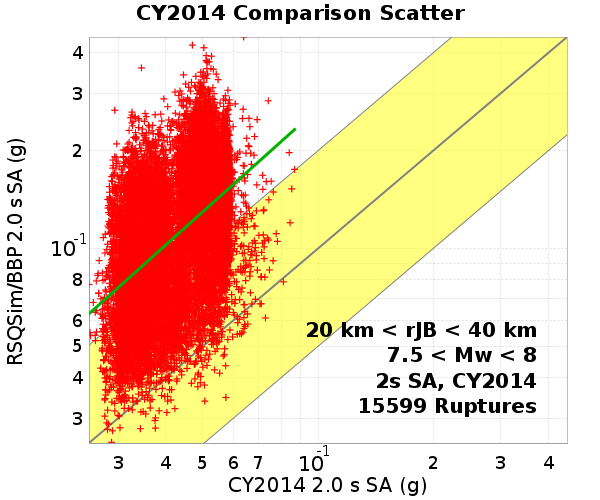 CY2014 Comparison Scatter
RSQSim/BBP 2.0 s SA (g)
4
3
2
10-1
8
6
5
4
3
20 km < rJB < 40 km
7.5 < Mw < 8
2s SA, CY2014
15599 Ruptures
3 4 5 6 7 10-1 2 3 4
CY2014 2.0 s SA (g)